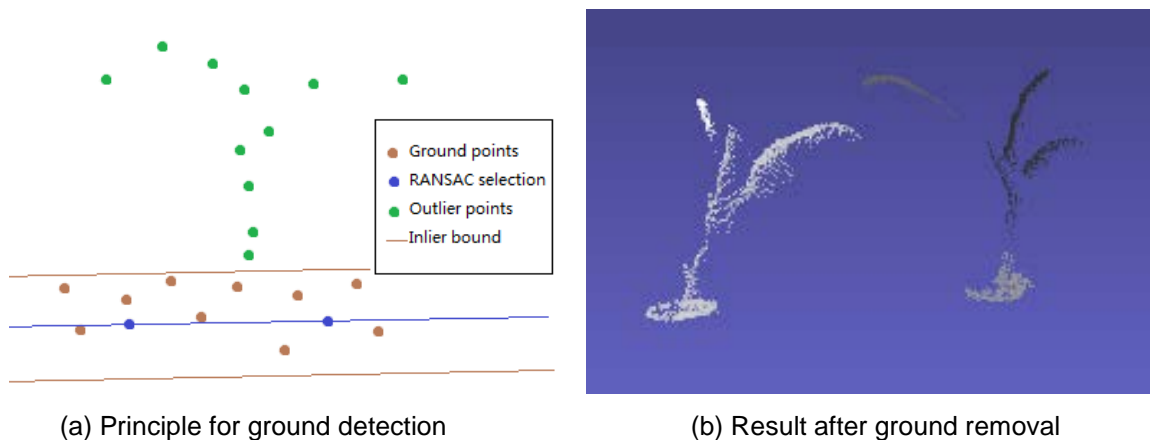 Ground points
RANSAC selection
Outlier points
Inlier bound
(a) Principle for ground detection
(b) Result after ground removal